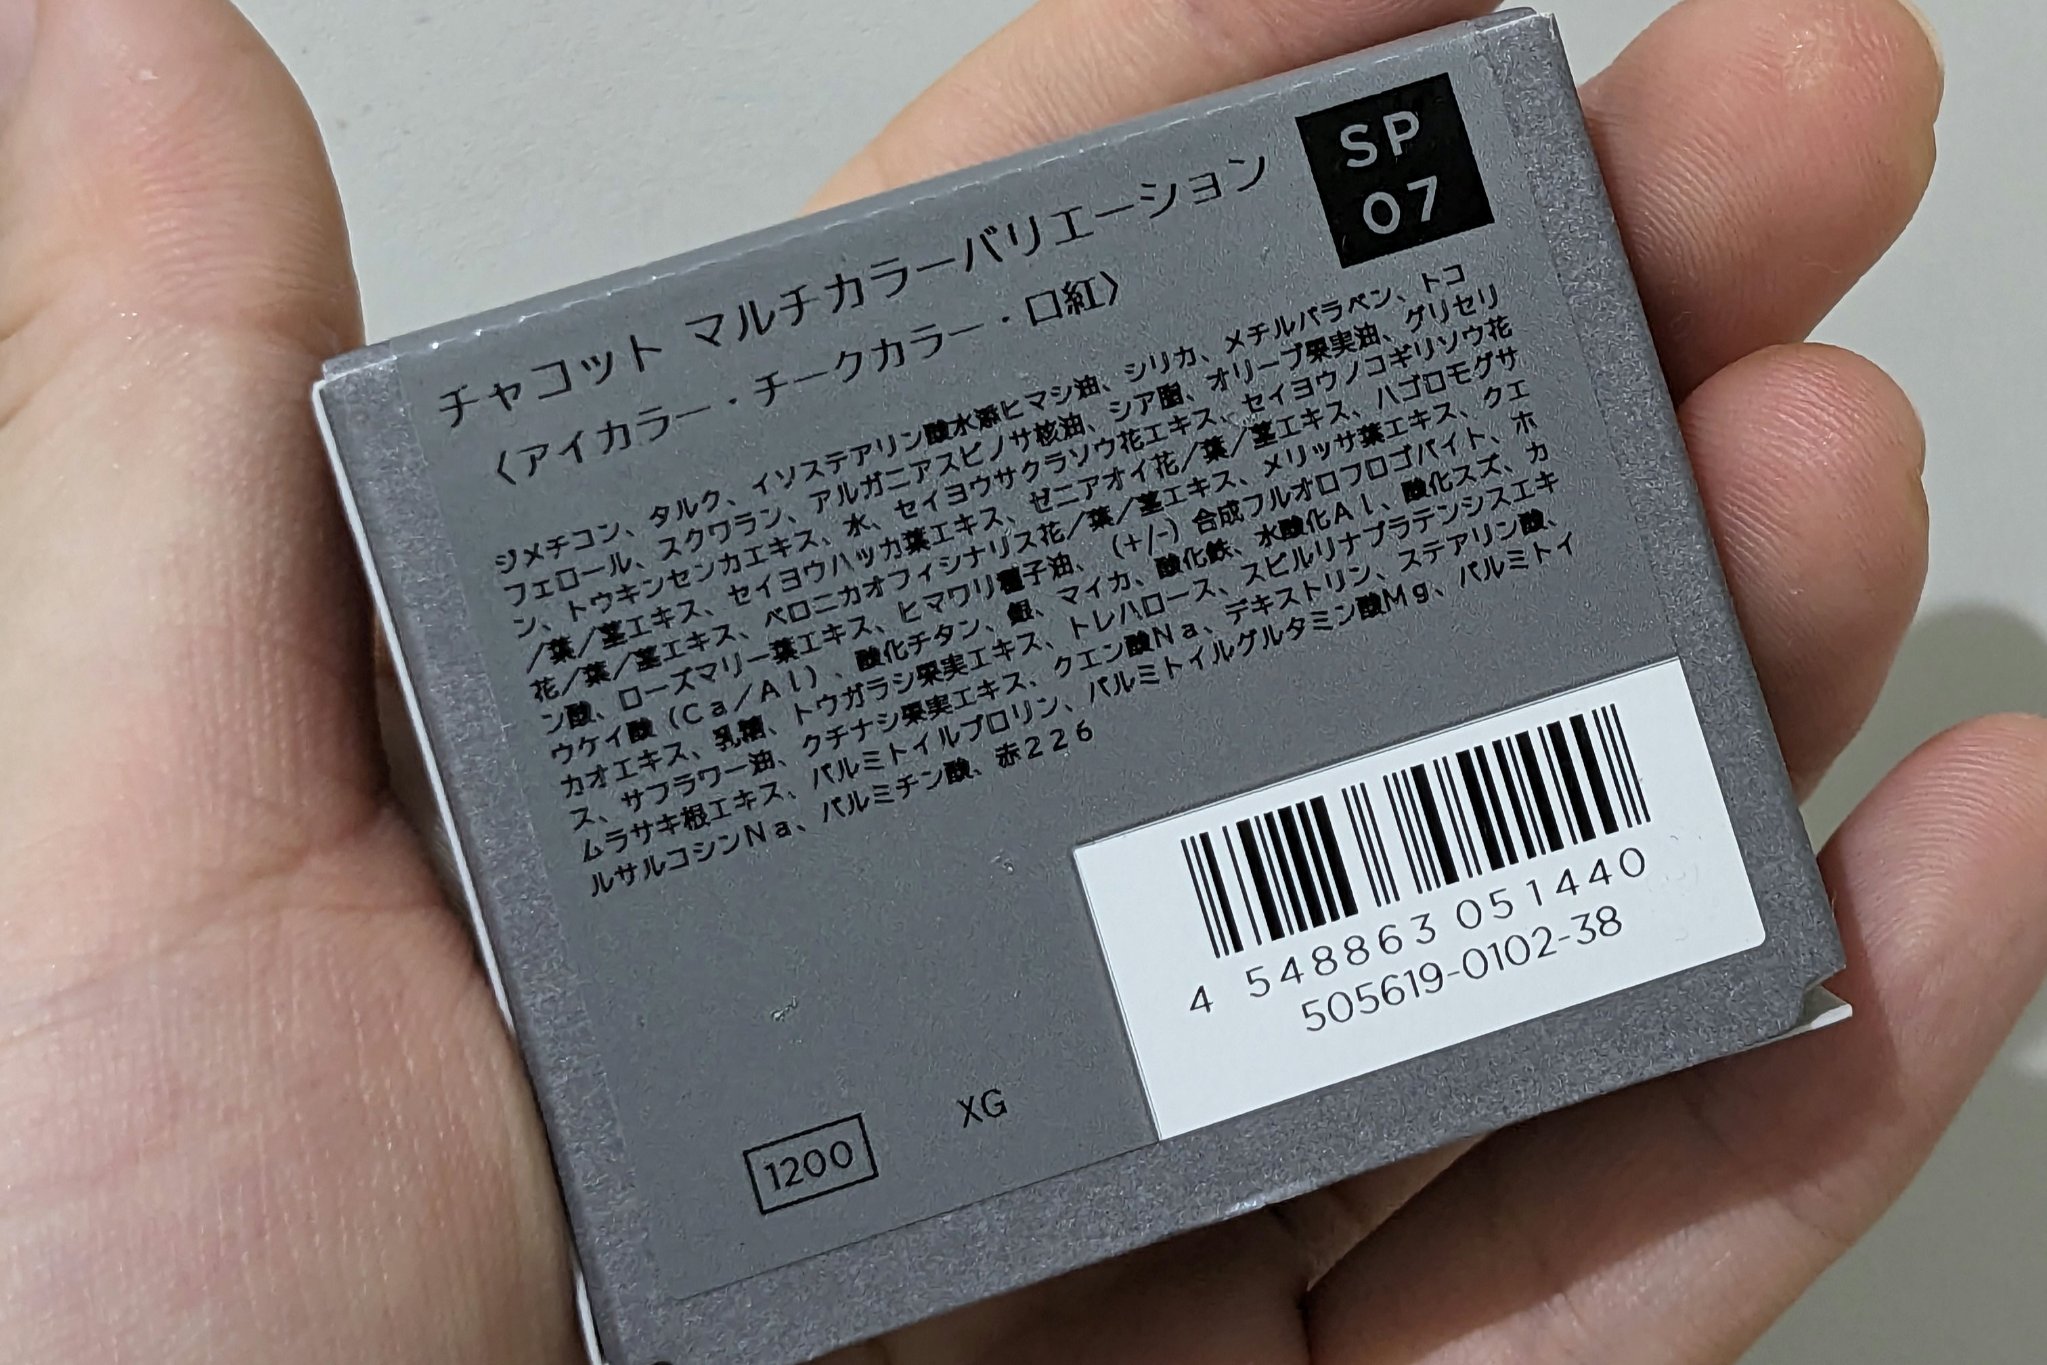 SP
07
チャコット マルチカラーバリエーション
〈アイカラー・チークカラー・口紅〉
ジメチコン、タルク、イソステアリン酸水添ヒマシ油、シリカ、メチルパラベン、トコ
フェロール、スクワラン、アルガニアスピノサ核油、シア脂、オリーブ果実油、グリセリ
ン、トウキンセンカエキス、水、セイヨウサクラソウ花エキス、セイヨウノコギリソウ花
/葉/茎エキス、セイヨウハッカ葉エキス、ゼニアオイ花/葉/茎エキス、ハゴロモグサ
花/葉/茎エキス、ベロニカオフィシナリス花/葉/茎エキス、メリッサ葉エキス、クエ
ン酸、ローズマリー葉エキス、ヒマワリ種子油、(+/-)合成フルオロフロゴパイト、ホ
ウケイ酸(Ca/Al)、酸化チタン、銀、マイカ、酸化鉄、水酸化Al、酸化スズ、カ
カオエキス、乳糖、トウガラシ果実エキス、トレハロース、スピルリナプラテンシスエキ
ス、サフラワー油、クチナシ果実エキス、クエン酸Na、デキストリン、ステアリン酸、
ムラサキ根エキス、パルミトイルプロリン、パルミトイルグルタミン酸Mg、パルミトイ
ルサルコシンNa、パルミチン酸、赤226
4 548863 051440
505619-0102-38
1200
XG